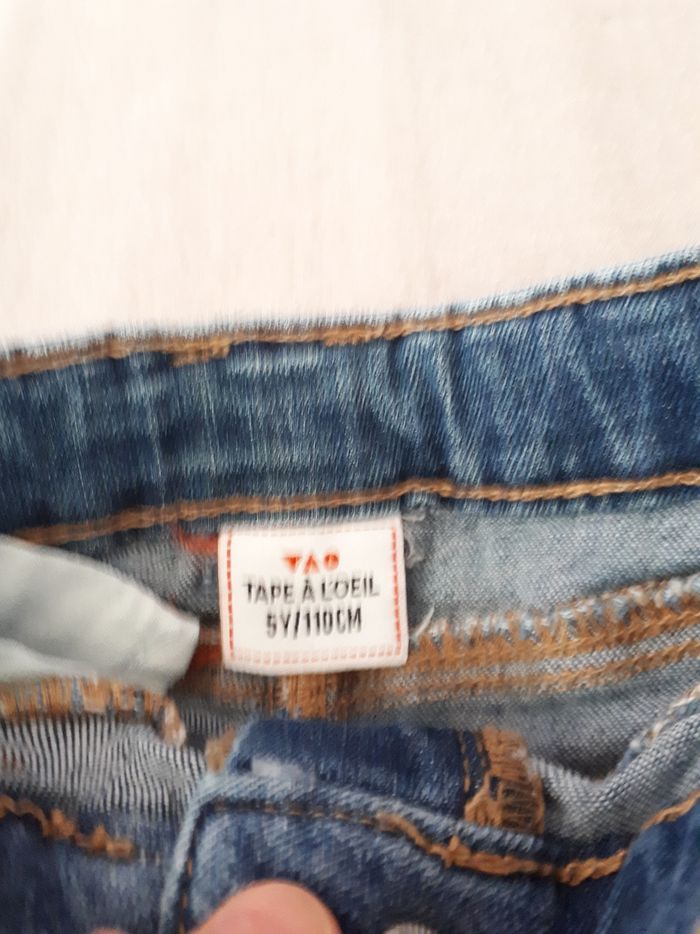 TAO
TAPE À L'OEIL
5Y/110CM